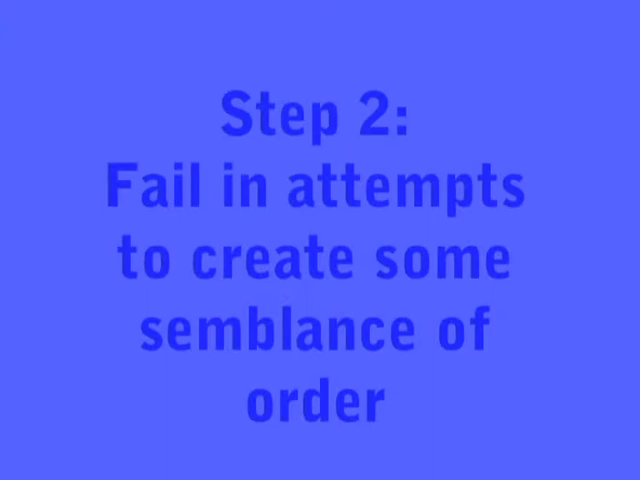 Step 2:
Fail in attempts
to create some
semblance of
order